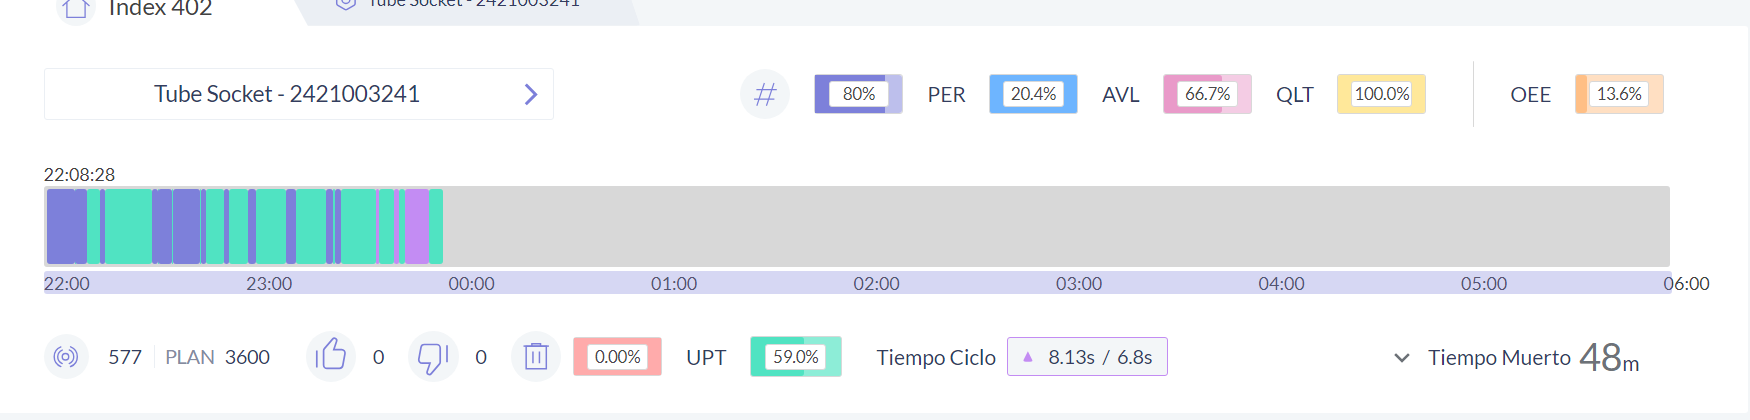 Index 402
Tube Socket - 2421003241
Tube Socket - 2421003241
80% PER 20.4% AVL 66.7% QLT 100.0% OEE 13.6%
22:08:28
22:00 23:00 00:00 01:00 02:00 03:00 04:00 05:00 06:00
577 PLAN 3600 0 0 0.00% UPT 59.0% Tiempo Ciclo 8.13s / 6.8s Tiempo Muerto 48m